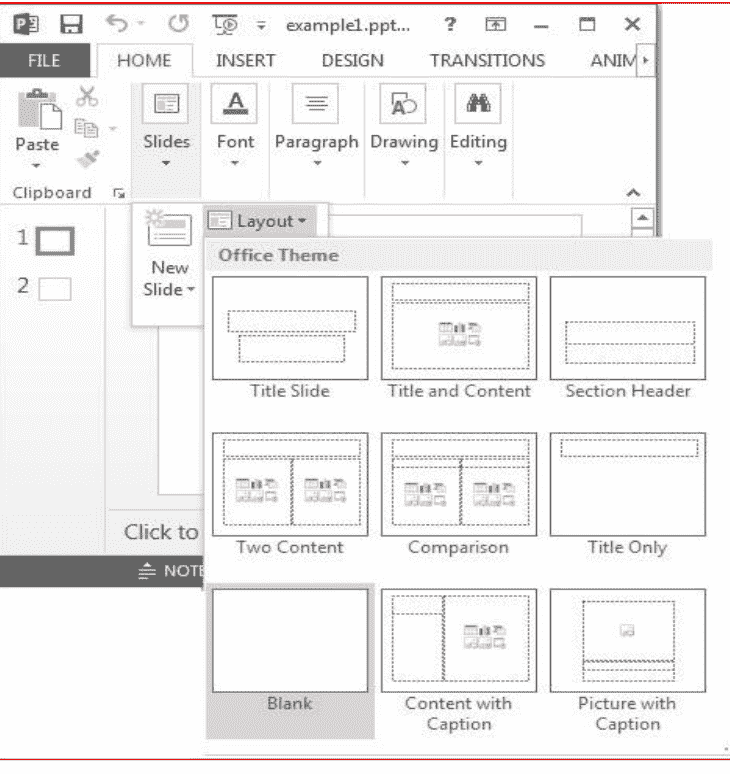 example1.ppt... ?
FILE HOME INSERT DESIGN TRANSITIONS ANIM
Paste Slides Font Paragraph Drawing Editing
Clipboard
1
2
New
Slide
Layout
Office Theme
Title Slide Title and Content Section Header
Two Content Comparison Title Only
Blank Content with Caption Picture with Caption
Click to
NOTE